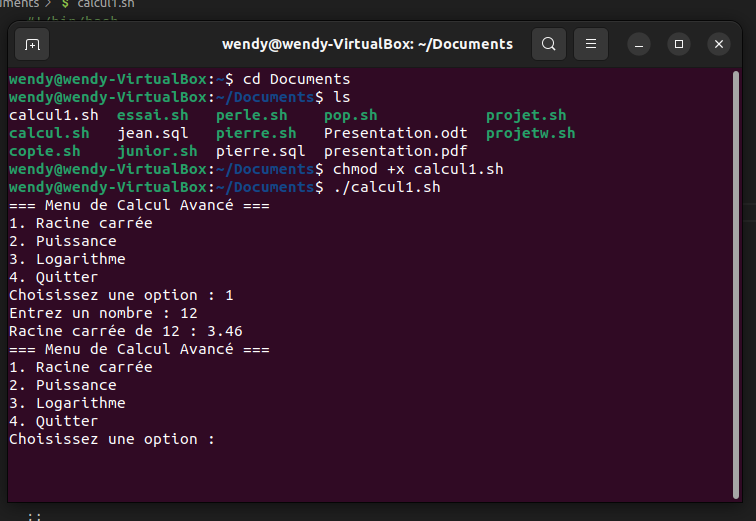 uments > $ calcul1.sh
#!/bin/bash
wendy@wendy-VirtualBox: ~/Documents
wendy@wendy-VirtualBox:~$ cd Documents
wendy@wendy-VirtualBox:~/Documents$ ls
calcul1.sh essai.sh perle.sh pop.sh projet.sh
calcul.sh jean.sql pierre.sh Presentation.odt projetw.sh
copie.sh junior.sh pierre.sql presentation.pdf
wendy@wendy-VirtualBox:~/Documents$ chmod +x calcul1.sh
wendy@wendy-VirtualBox:~/Documents$ ./calcul1.sh
=== Menu de Calcul Avancé ===
1. Racine carrée
2. Puissance
3. Logarithme
4. Quitter
Choisissez une option : 1
Entrez un nombre : 12
Racine carrée de 12 : 3.46
=== Menu de Calcul Avancé ===
1. Racine carrée
2. Puissance
3. Logarithme
4. Quitter
Choisissez une option :
;;